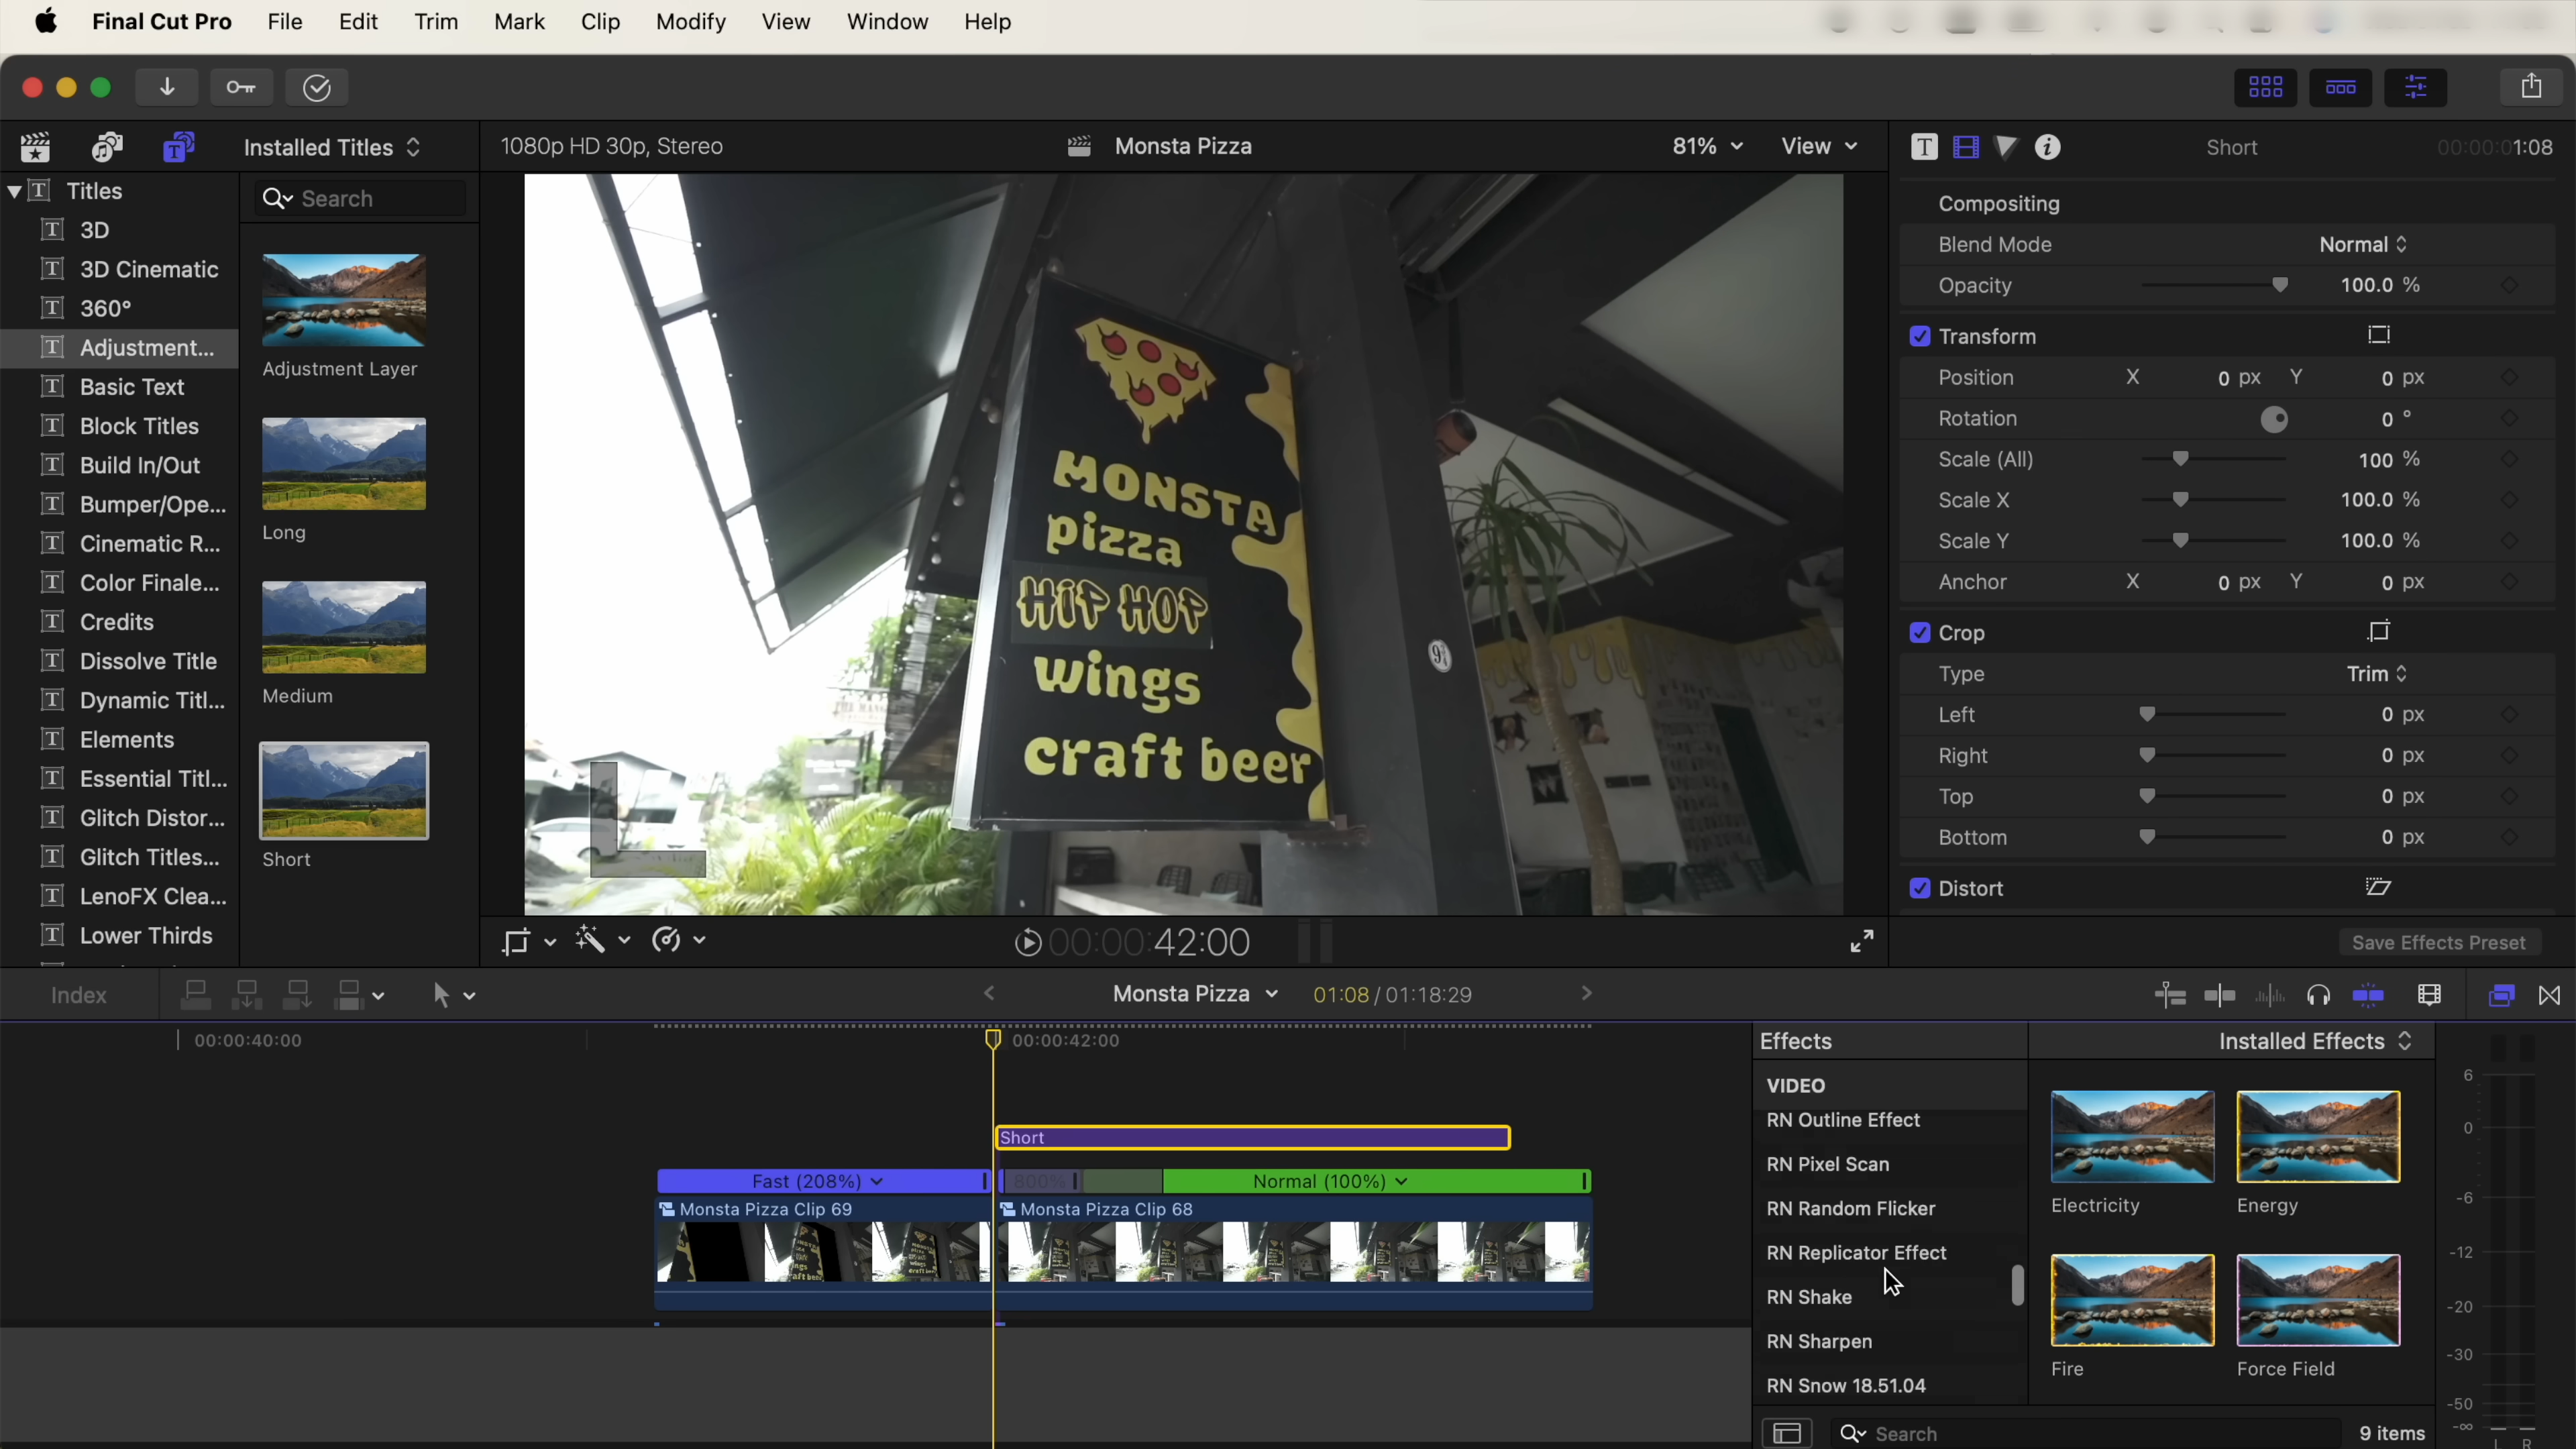 Final Cut Pro File Edit Trim Mark Clip Modify View Window Help
Installed Titles
1080p HD 30p, Stereo
Monsta Pizza
81%
View
Short
00:00:01:08
Titles
3D
3D Cinematic
360°
Adjustment...
Basic Text
Block Titles
Build In/Out
Bumper/Ope...
Cinematic R...
Color Finale...
Credits
Dissolve Title
Dynamic Titl...
Elements
Essential Titl...
Glitch Distor...
Glitch Titles...
LenoFX Clea...
Lower Thirds
Search
Adjustment Layer
Long
Medium
Short
MONSTA
pizza
HIP HOP
wings
craft beer
Compositing
Blend Mode Normal
Opacity 100.0 %
Transform
Position X 0 px Y 0 px
Rotation 0 °
Scale (All) 100 %
Scale X 100.0 %
Scale Y 100.0 %
Anchor X 0 px Y 0 px
Crop
Type Trim
Left 0 px
Right 0 px
Top 0 px
Bottom 0 px
Distort
Save Effects Preset
00:00:42:00
Index
Monsta Pizza
01:08 / 01:18:29
00:00:40:00
00:00:42:00
Short
Fast (208%)
800%
Normal (100%)
Monsta Pizza Clip 69
Monsta Pizza Clip 68
Effects
Installed Effects
VIDEO
RN Outline Effect
RN Pixel Scan
RN Random Flicker
RN Replicator Effect
RN Shake
RN Sharpen
RN Snow 18.51.04
Electricity
Energy
Fire
Force Field
Search
9 items
6
0
-6
-12
-20
-30
-50
-∞
L R